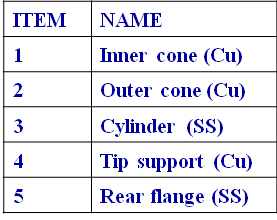 ITEM NAME
1 Inner cone (Cu)
2 Outer cone (Cu)
3 Cylinder (SS)
4 Tip support (Cu)
5 Rear flange (SS)